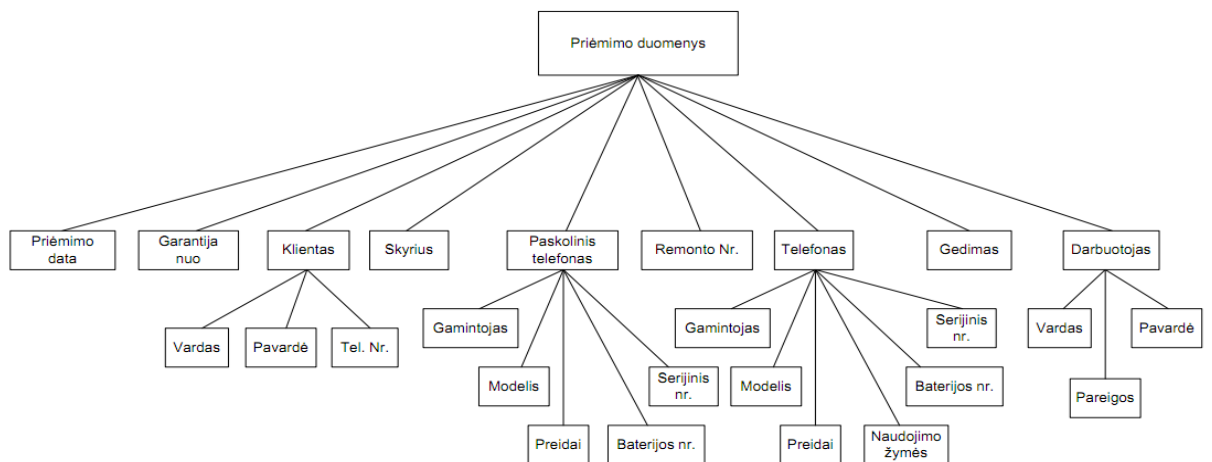 Priėmimo duomenys
Priėmimo
data
Garantija
nuo
Klientas
Skyrius
Paskolinis
telefonas
Remonto Nr.
Telefonas
Gedimas
Darbuotojas
Vardas
Pavardė
Tel. Nr.
Gamintojas
Modelis
Preidai
Baterijos nr.
Serijinis
nr.
Gamintojas
Modelis
Preidai
Naudojimo
žymės
Baterijos nr.
Serijinis
nr.
Vardas
Pareigos
Pavardė